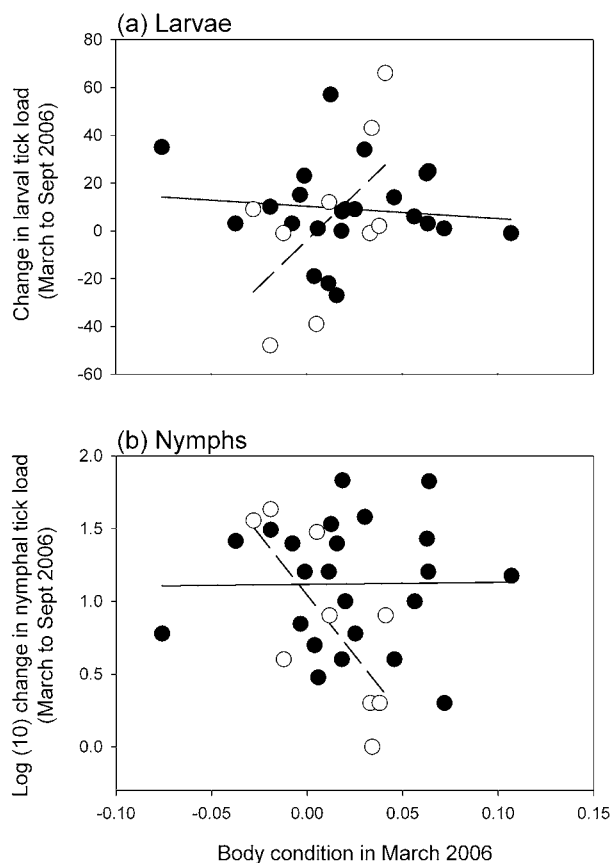 (a) Larvae
Change in larval tick load
(March to Sept 2006)
80
60
40
20
0
-20
-40
-60
(b) Nymphs
Log (10) change in nymphal tick load
(March to Sept 2006)
2.0
1.5
1.0
0.5
0.0
-0.10
-0.05
0.00
0.05
0.10
0.15
Body condition in March 2006